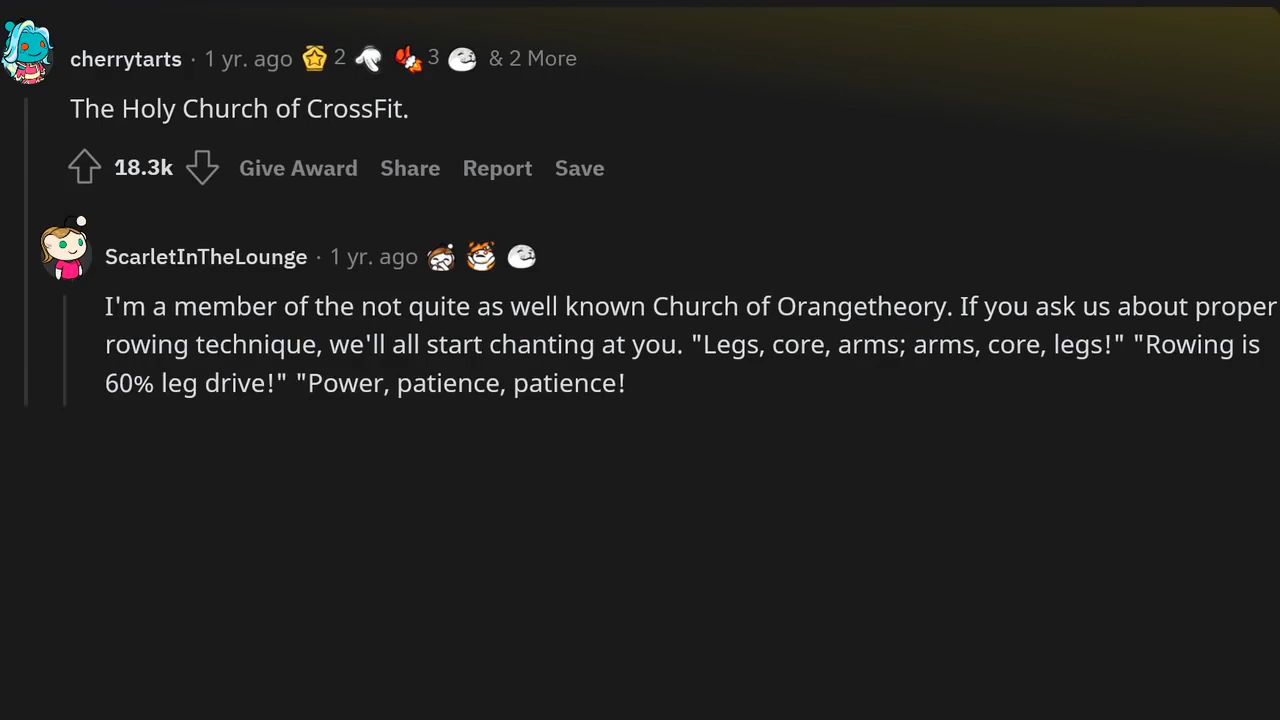 cherrytarts · 1 yr. ago 2 3 & 2 More
The Holy Church of CrossFit.
18.3k Give Award Share Report Save
ScarletInTheLounge · 1 yr. ago
I'm a member of the not quite as well known Church of Orangetheory. If you ask us about proper
rowing technique, we'll all start chanting at you. "Legs, core, arms; arms, core, legs!" "Rowing is
60% leg drive!" "Power, patience, patience!